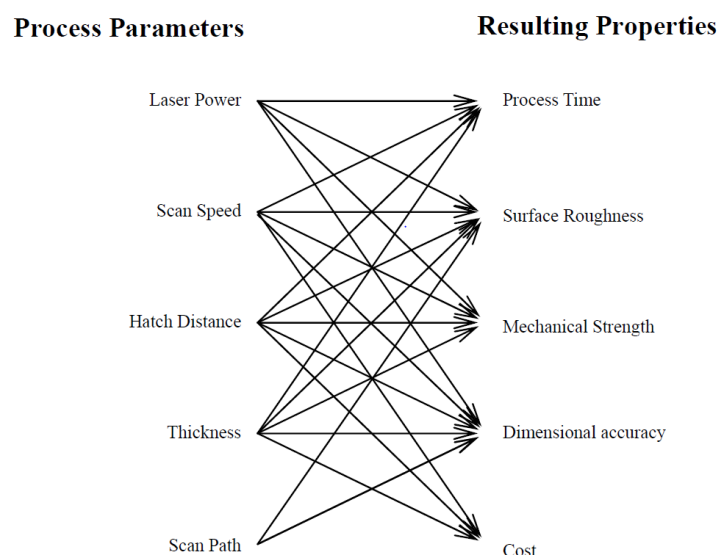 Process Parameters
Resulting Properties
Laser Power
Process Time
Scan Speed
Surface Roughness
Hatch Distance
Mechanical Strength
Thickness
Dimensional accuracy
Scan Path
Cost